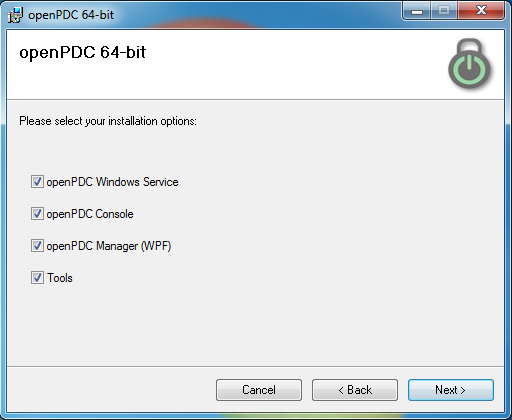 openPDC 64-bit
openPDC 64-bit
Please select your installation options:
openPDC Windows Service
openPDC Console
openPDC Manager (WPF)
Tools
Cancel
< Back
Next >